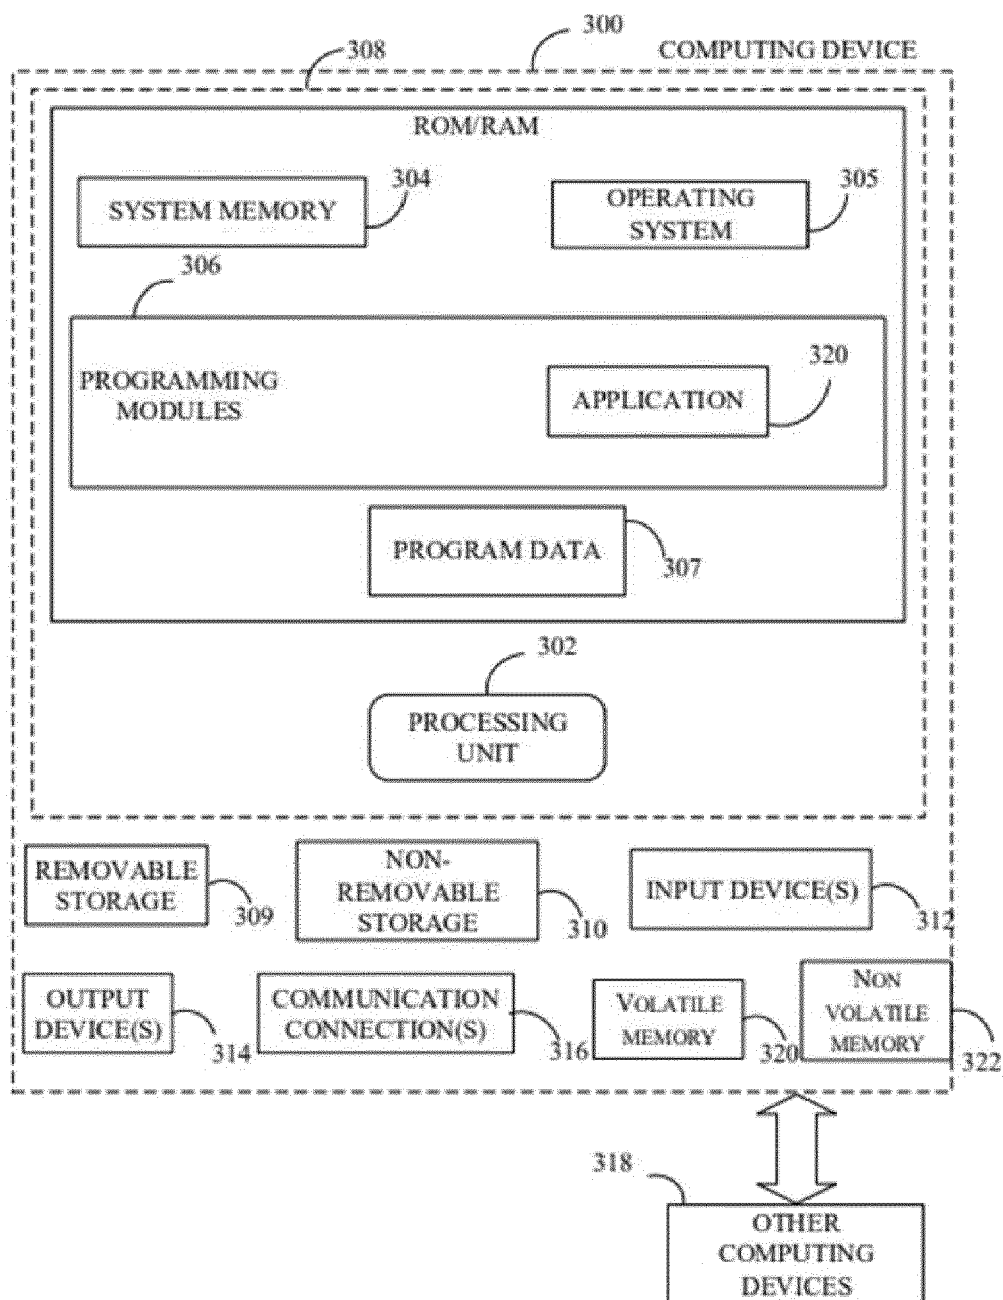 300
308
COMPUTING DEVICE
ROM/RAM
SYSTEM MEMORY
304
OPERATING
SYSTEM
305
306
PROGRAMMING
MODULES
APPLICATION
320
PROGRAM DATA
307
302
PROCESSING
UNIT
REMOVABLE
STORAGE
309
NON-
REMOVABLE
STORAGE
310
INPUT DEVICE(S)
312
OUTPUT
DEVICE(S)
314
COMMUNICATION
CONNECTION(S)
316
VOLATILE
MEMORY
320
NON
VOLATILE
MEMORY
322
318
OTHER
COMPUTING
DEVICES